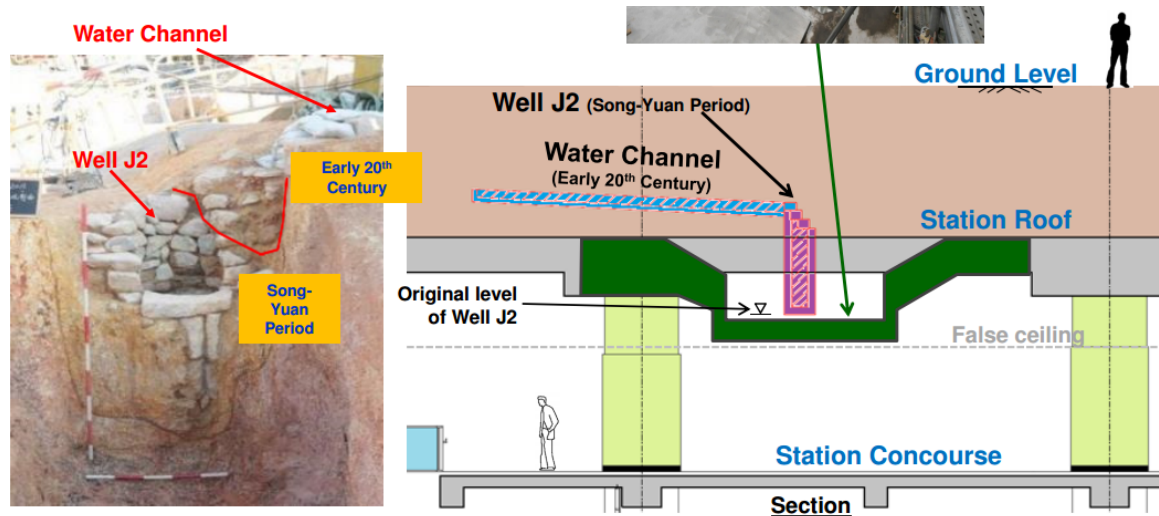 Water Channel
Well J2
Early 20th
Century
Song-
Yuan
Period
Ground Level
Well J2 (Song-Yuan Period)
Water Channel
(Early 20th Century)
Station Roof
Original level
of Well J2
False ceiling
Station Concourse
Section